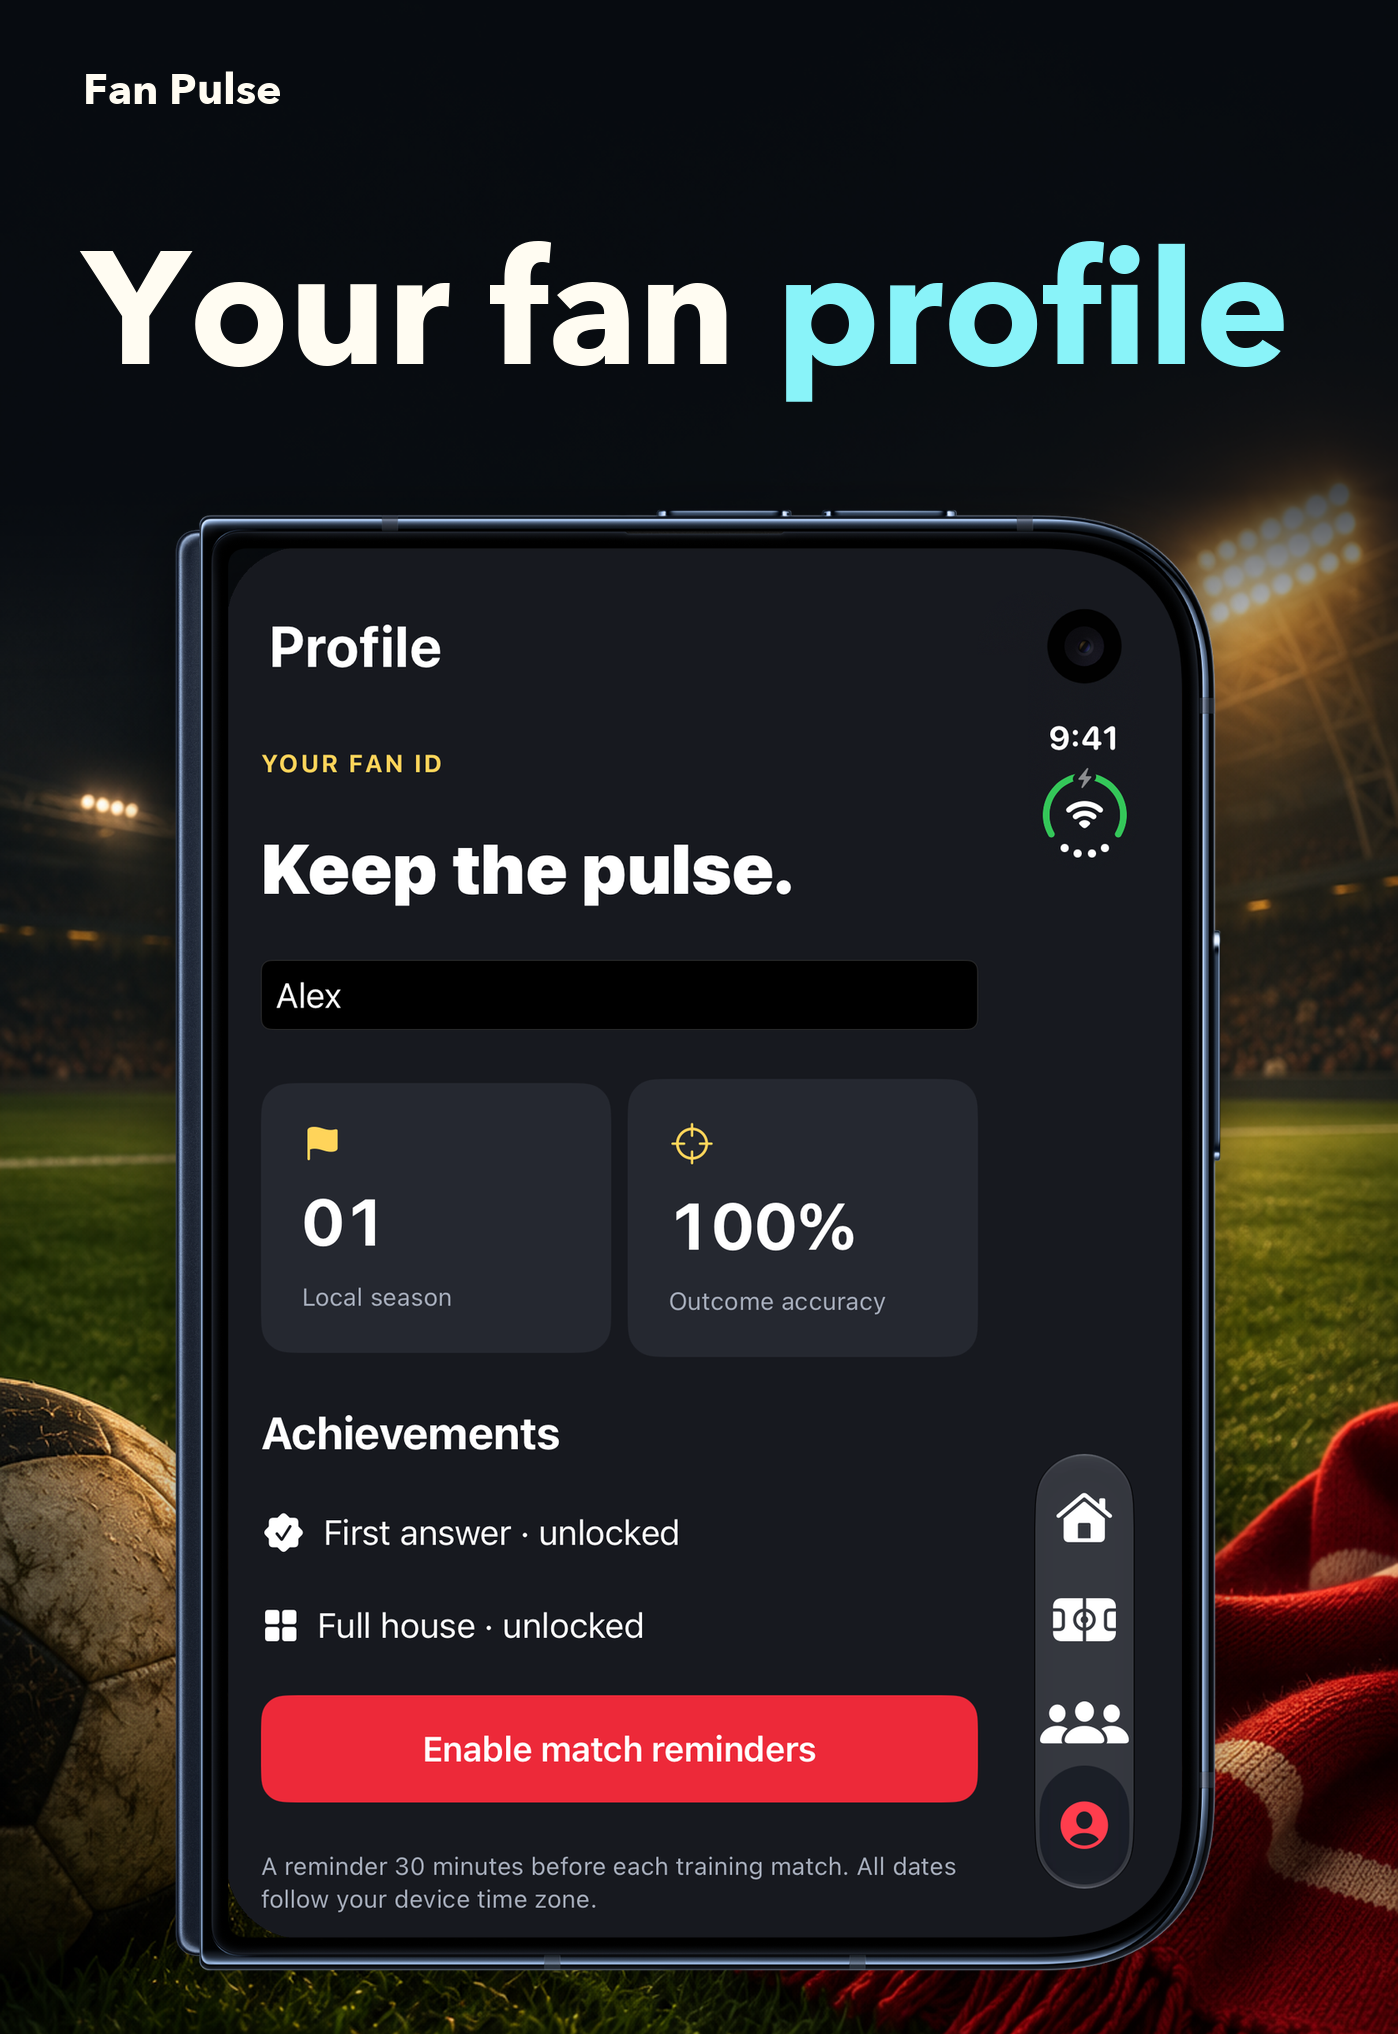 Fan Pulse
Your fan profile
Profile
9:41
YOUR FAN ID
Keep the pulse.
Alex
01
Local season
100%
Outcome accuracy
Achievements
First answer · unlocked
Full house · unlocked
Enable match reminders
A reminder 30 minutes before each training match. All dates
follow your device time zone.